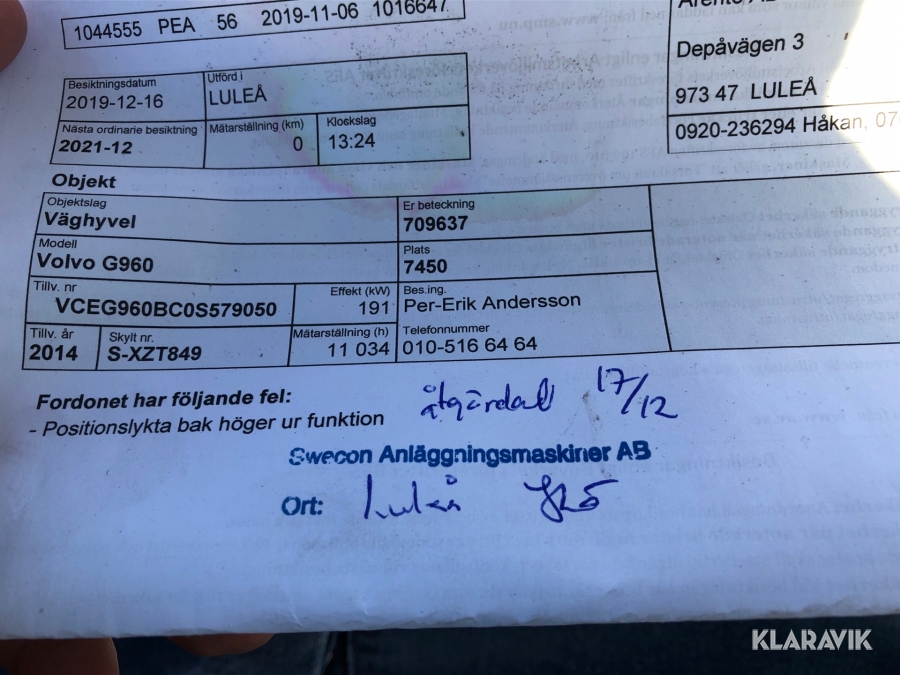 1044555 PEA 56 2019-11-06 1016647
Depåvägen 3
973 47 LULEÅ
0920-236294 Håkan, 07
Besiktningsdatum
2019-12-16
Utförd i
LULEÅ
Nästa ordinarie besiktning
2021-12
Mätarställning (km)
0
Klockslag
13:24
Objekt
Objektslag
Väghyvel
Er beteckning
709637
Modell
Volvo G960
Plats
7450
Tillv. nr
VCEG960BC0S579050
Effekt (kW)
191
Bes.ing.
Per-Erik Andersson
Tillv. år
2014
Skylt nr.
S-XZT849
Mätarställning (h)
11 034
Telefonnummer
010-516 64 64
Fordonet har följande fel:
- Positionslykta bak höger ur funktion
åtgärdad 17/12
Swecon Anläggningsmaskiner AB
Ort: Luleå
KLARAVIK